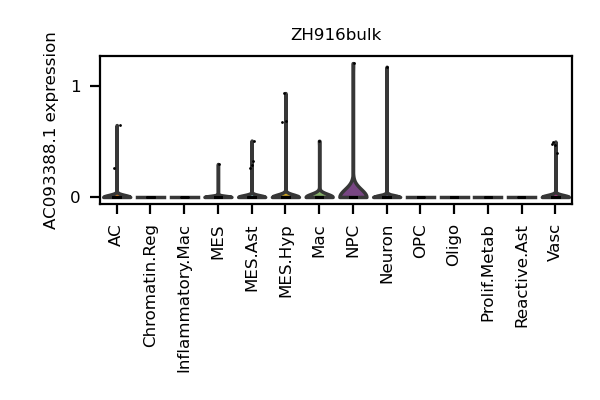 ZH916bulk
AC093388.1 expression
1
0
AC
Chromatin.Reg
Inflammatory.Mac
MES
MES.Ast
MES.Hyp
Mac
NPC
Neuron
OPC
Oligo
Prolif.Metab
Reactive.Ast
Vasc